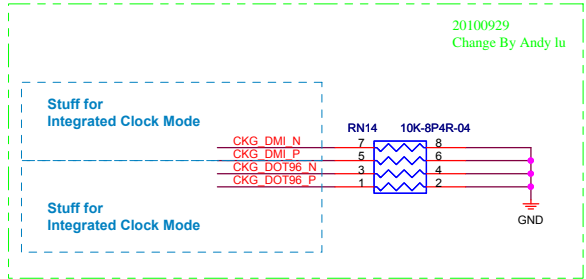 20100929
Change By Andy lu
Stuff for
Integrated Clock Mode
RN14 10K-8P4R-04
CKG_DMI_N 7 8
CKG_DMI_P 5 6
CKG_DOT96_N 3 4
CKG_DOT96_P 1 2
Stuff for
Integrated Clock Mode
GND